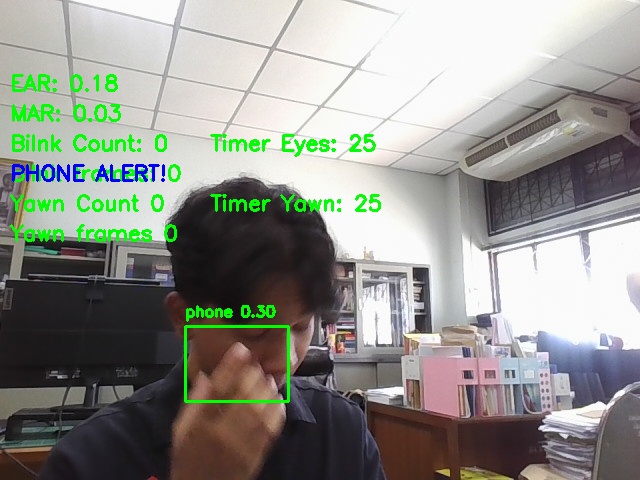 EAR: 0.18
MAR: 0.03
Bilnk Count: 0 Timer Eyes: 25
PHONE ALERT! 0
Yawn Count 0 Timer Yawn: 25
Yawn frames 0
phone 0.30